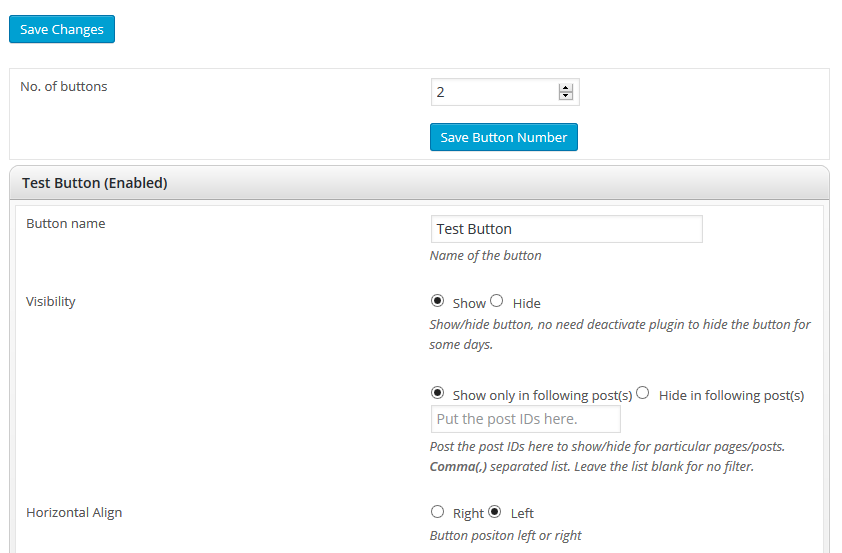 Save Changes
No. of buttons
2
Save Button Number
Test Button (Enabled)
Button name
Test Button
Name of the button
Visibility
Show Hide
Show/hide button, no need deactivate plugin to hide the button for
some days.
Show only in following post(s) Hide in following post(s)
Put the post IDs here.
Post the post IDs here to show/hide for particular pages/posts.
Comma(,) separated list. Leave the list blank for no filter.
Horizontal Align
Right Left
Button positon left or right